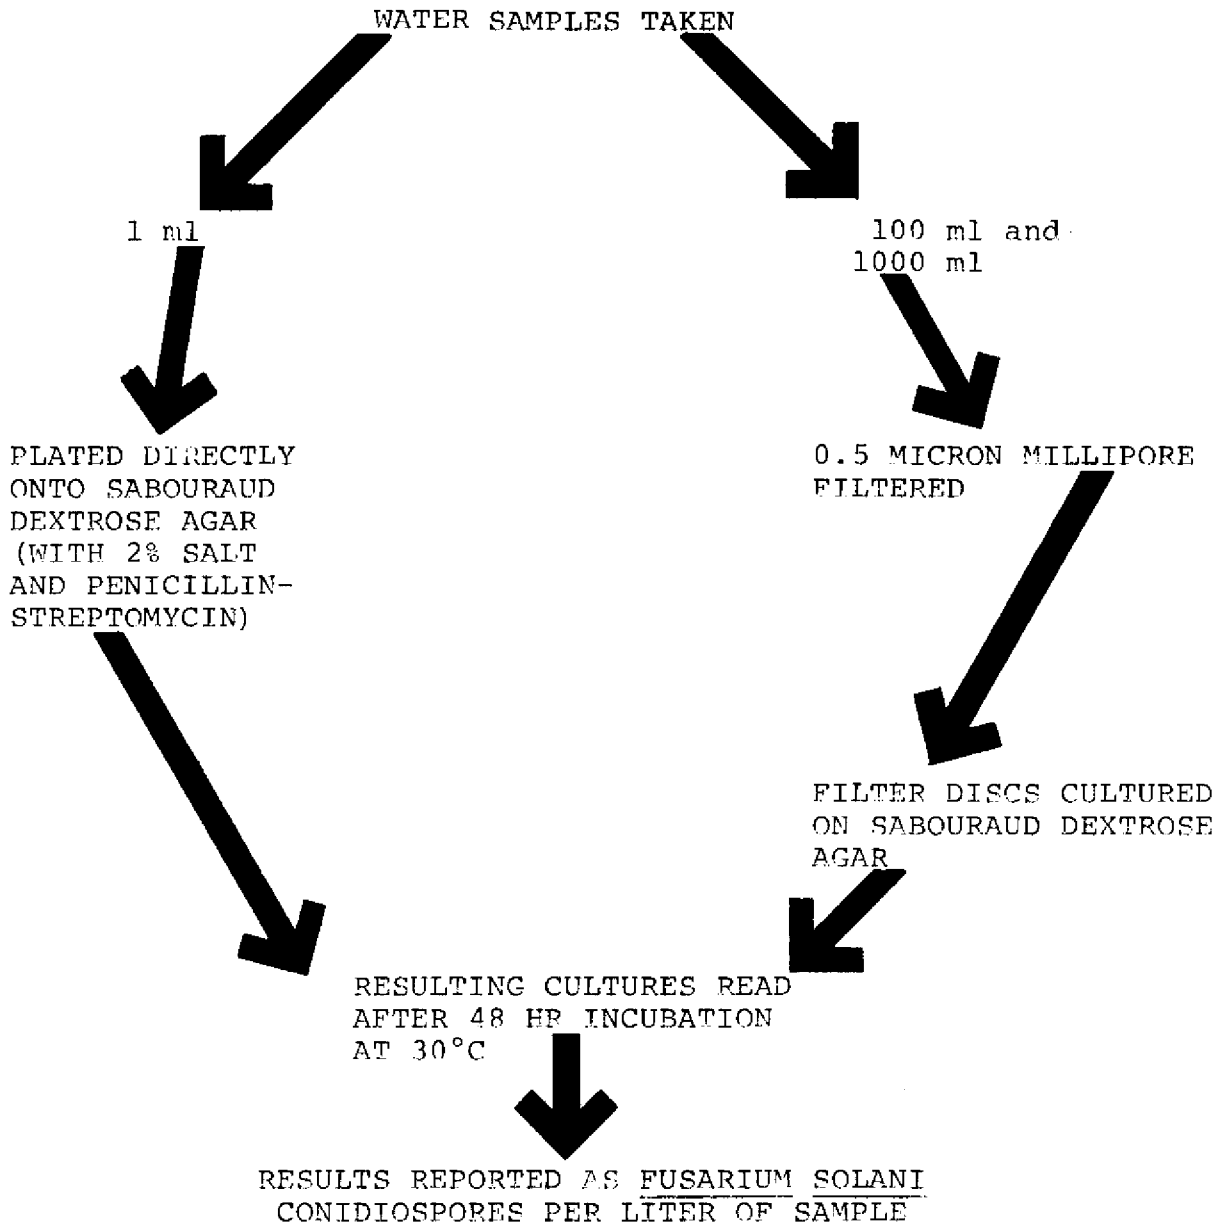 WATER SAMPLES TAKEN
1 ml
100 ml and
1000 ml
PLATED DIRECTLY
ONTO SABOURAUD
DEXTROSE AGAR
(WITH 2% SALT
AND PENICILLIN-
STREPTOMYCIN)
0.5 MICRON MILLIPORE
FILTERED
FILTER DISCS CULTURED
ON SABOURAUD DEXTROSE
AGAR
RESULTING CULTURES READ
AFTER 48 HR INCUBATION
AT 30°C
RESULTS REPORTED AS FUSARIUM SOLANI
CONIDIOSPORES PER LITER OF SAMPLE